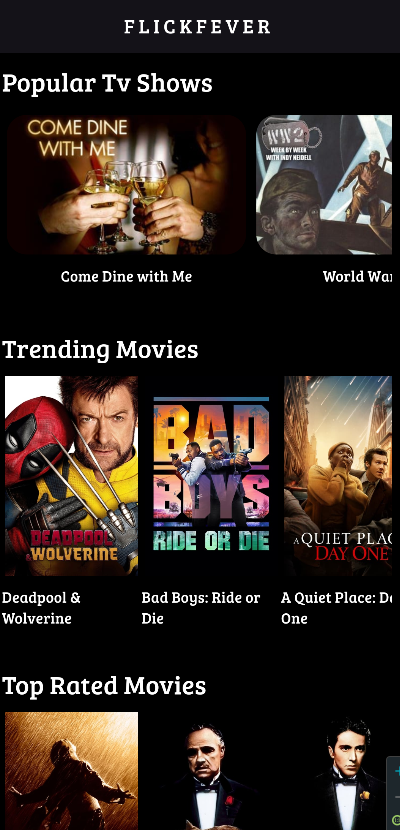 FLICKFEVER
Popular Tv Shows
COME DINE
WITH ME
WW2
WEEK BY WEEK
WITH INDY NEIDELL
Come Dine with Me
World War
Trending Movies
DEADPOOL
& WOLVERINE
BAD
BOYS
RIDE OR DIE
A QUIET PLAC
DAY ONE
Deadpool &
Wolverine
Bad Boys: Ride or
Die
A Quiet Place: Da
One
Top Rated Movies